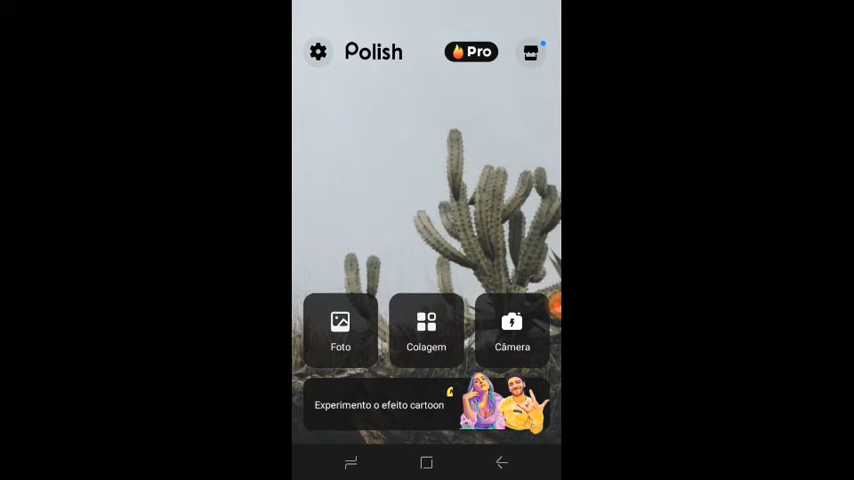 Polish
Pro
Foto
Colagem
Câmera
Experimento o efeito cartoon